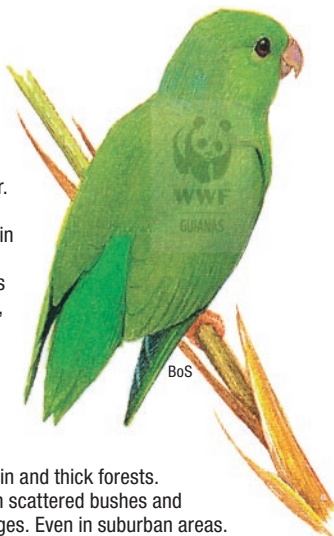 r.
in
s
,
WWF
GUIANAS
BoS
in and thick forests.
n scattered bushes and
ges. Even in suburban areas.